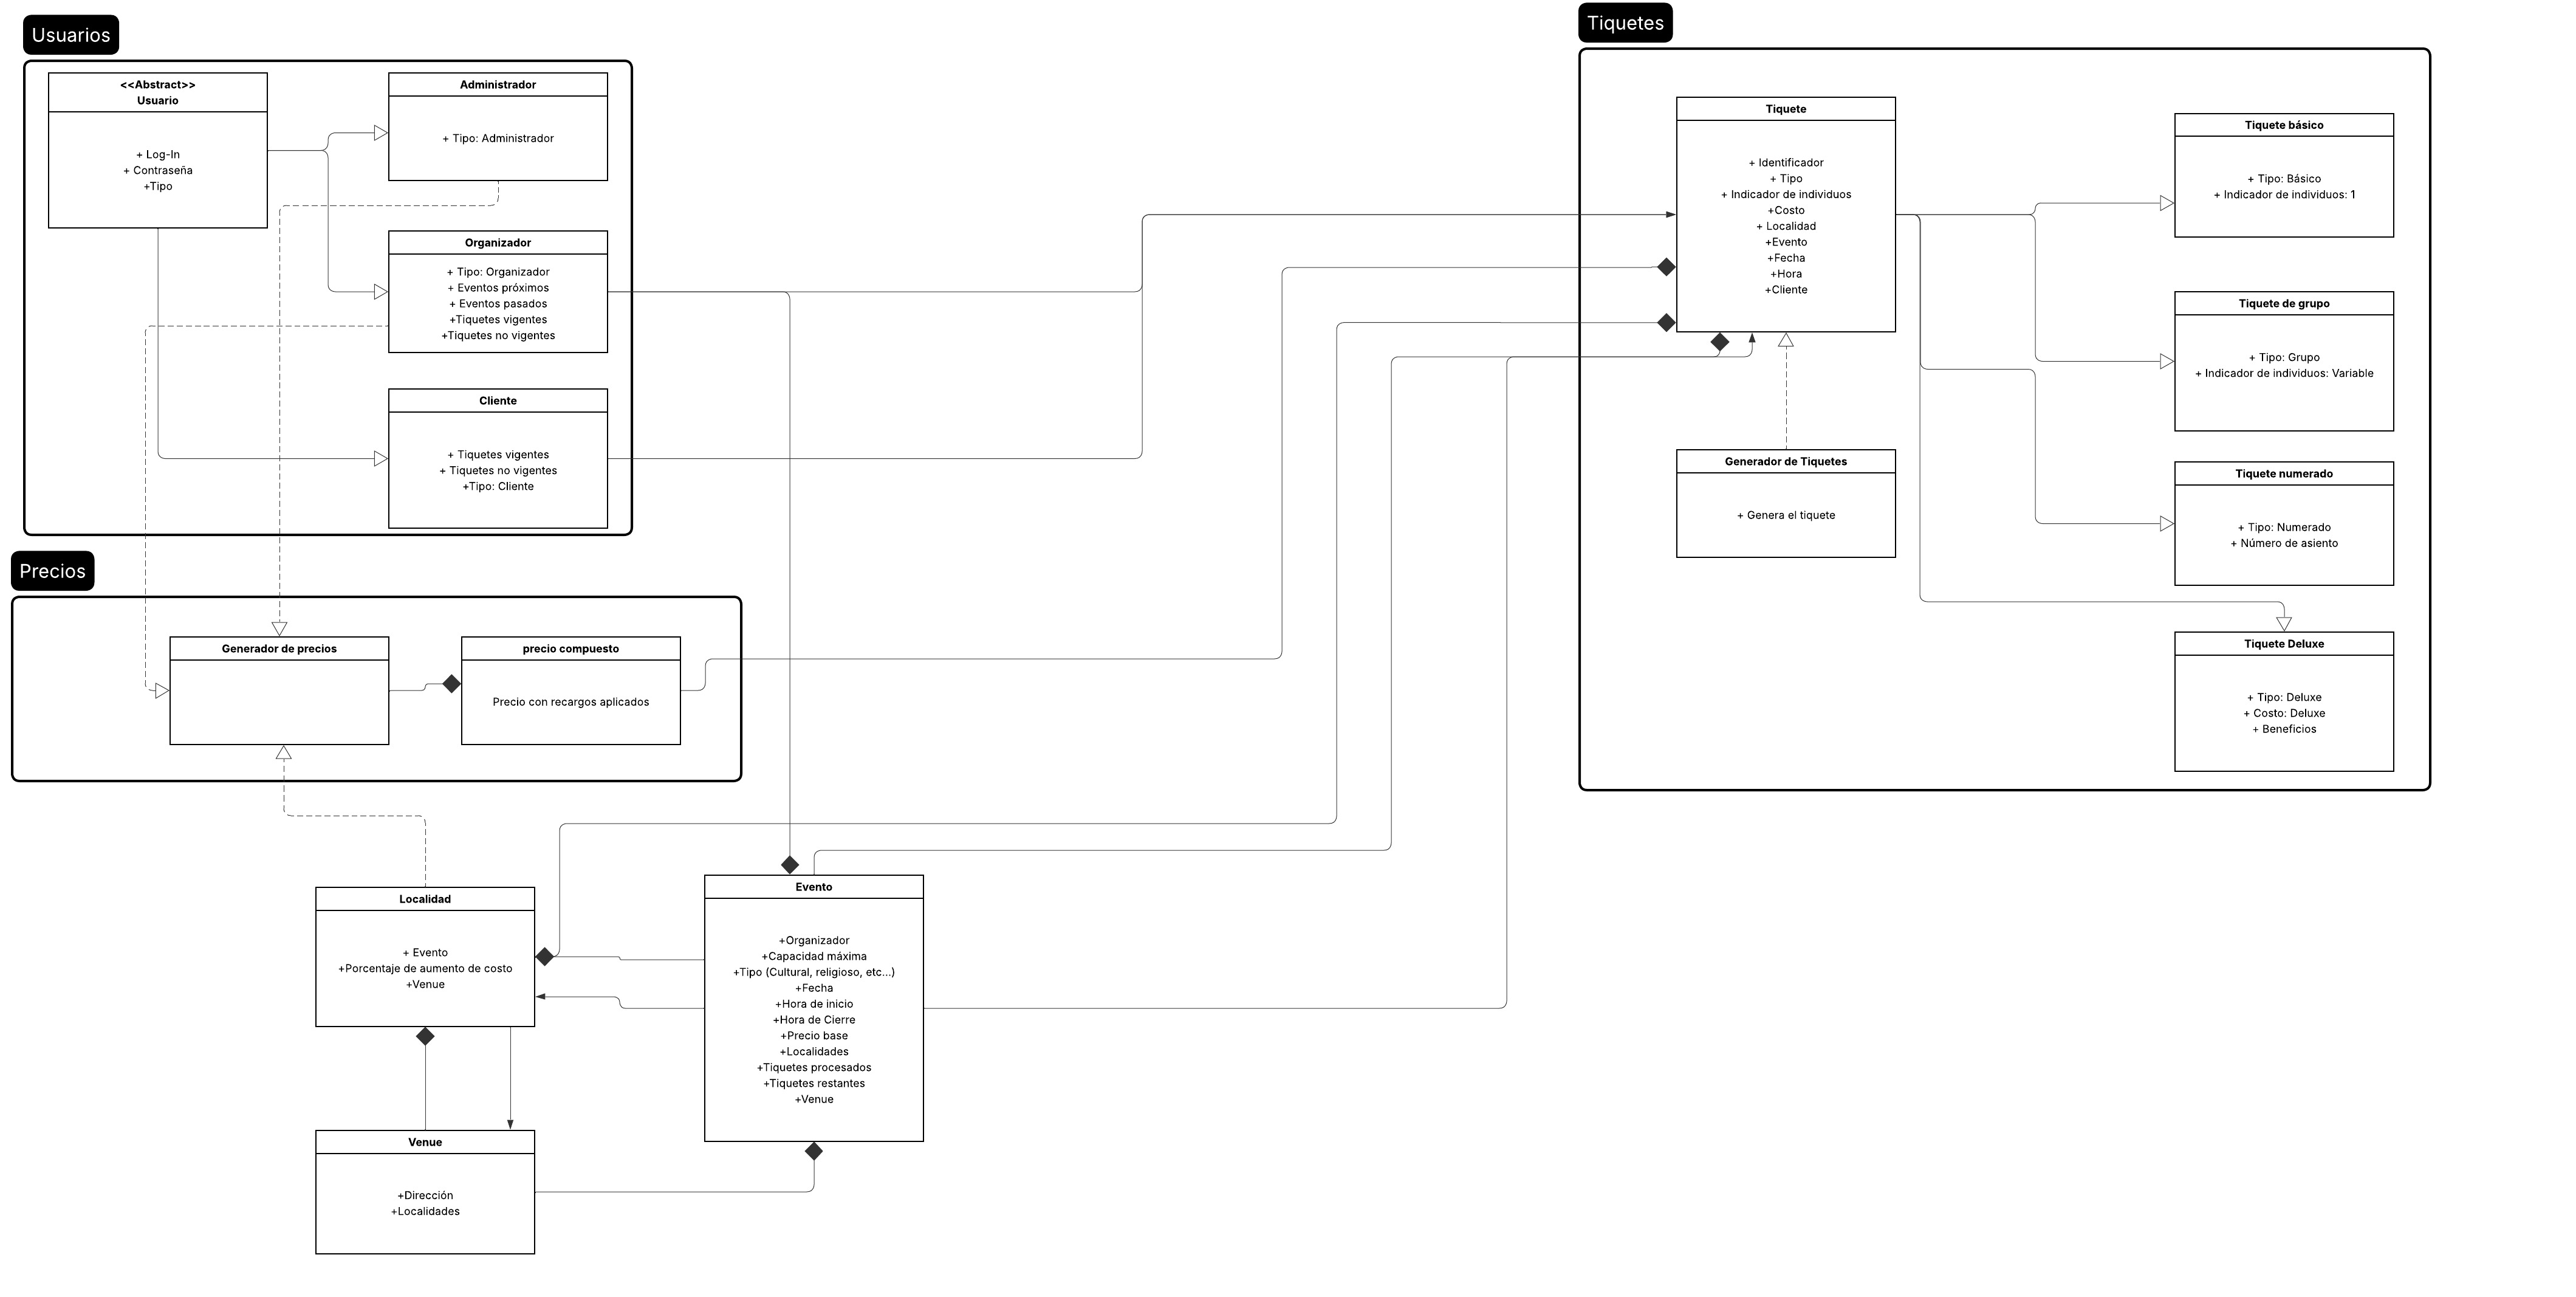 Usuarios
<<Abstract>>
Usuario
+ Log-In
+ Contraseña
+Tipo
Administrador
+ Tipo: Administrador
Organizador
+ Tipo: Organizador
+ Eventos próximos
+ Eventos pasados
+Tiquetes vigentes
+Tiquetes no vigentes
Cliente
+ Tiquetes vigentes
+ Tiquetes no vigentes
+Tipo: Cliente
Precios
Generador de precios
precio compuesto
Precio con recargos aplicados
Localidad
+ Evento
+Porcentaje de aumento de costo
+Venue
Venue
+Dirección
+Localidades
Evento
+Organizador
+Capacidad máxima
+Tipo (Cultural, religioso, etc...)
+Fecha
+Hora de inicio
+Hora de Cierre
+Precio base
+Localidades
+Tiquetes procesados
+Tiquetes restantes
+Venue
Tiquetes
Tiquete
+ Identificador
+ Tipo
+ Indicador de individuos
+Costo
+ Localidad
+Evento
+Fecha
+Hora
+Cliente
Generador de Tiquetes
+ Genera el tiquete
Tiquete básico
+ Tipo: Básico
+ Indicador de individuos: 1
Tiquete de grupo
+ Tipo: Grupo
+ Indicador de individuos: Variable
Tiquete numerado
+ Tipo: Numerado
+ Número de asiento
Tiquete Deluxe
+ Tipo: Deluxe
+ Costo: Deluxe
+ Beneficios